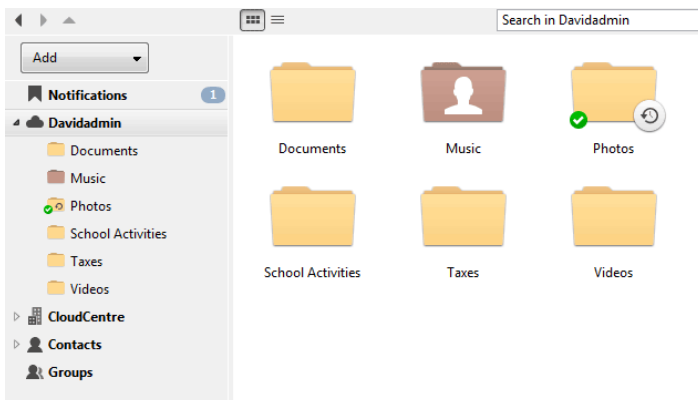 Search in Davidadmin
Add
Notifications 1
Davidadmin
Documents
Music
Photos
School Activities
Taxes
Videos
CloudCentre
Contacts
Groups
Documents Music Photos
School Activities Taxes Videos